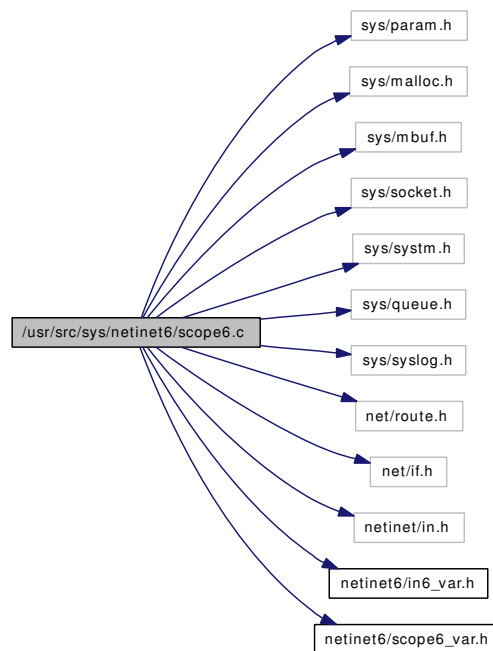 sys/param.h
sys/malloc.h
sys/mbuf.h
sys/socket.h
sys/systm.h
/usr/src/sys/netinet6/scope6.c
sys/queue.h
sys/syslog.h
net/route.h
net/if.h
netinet/in.h
netinet6/in6_var.h
netinet6/scope6_var.h